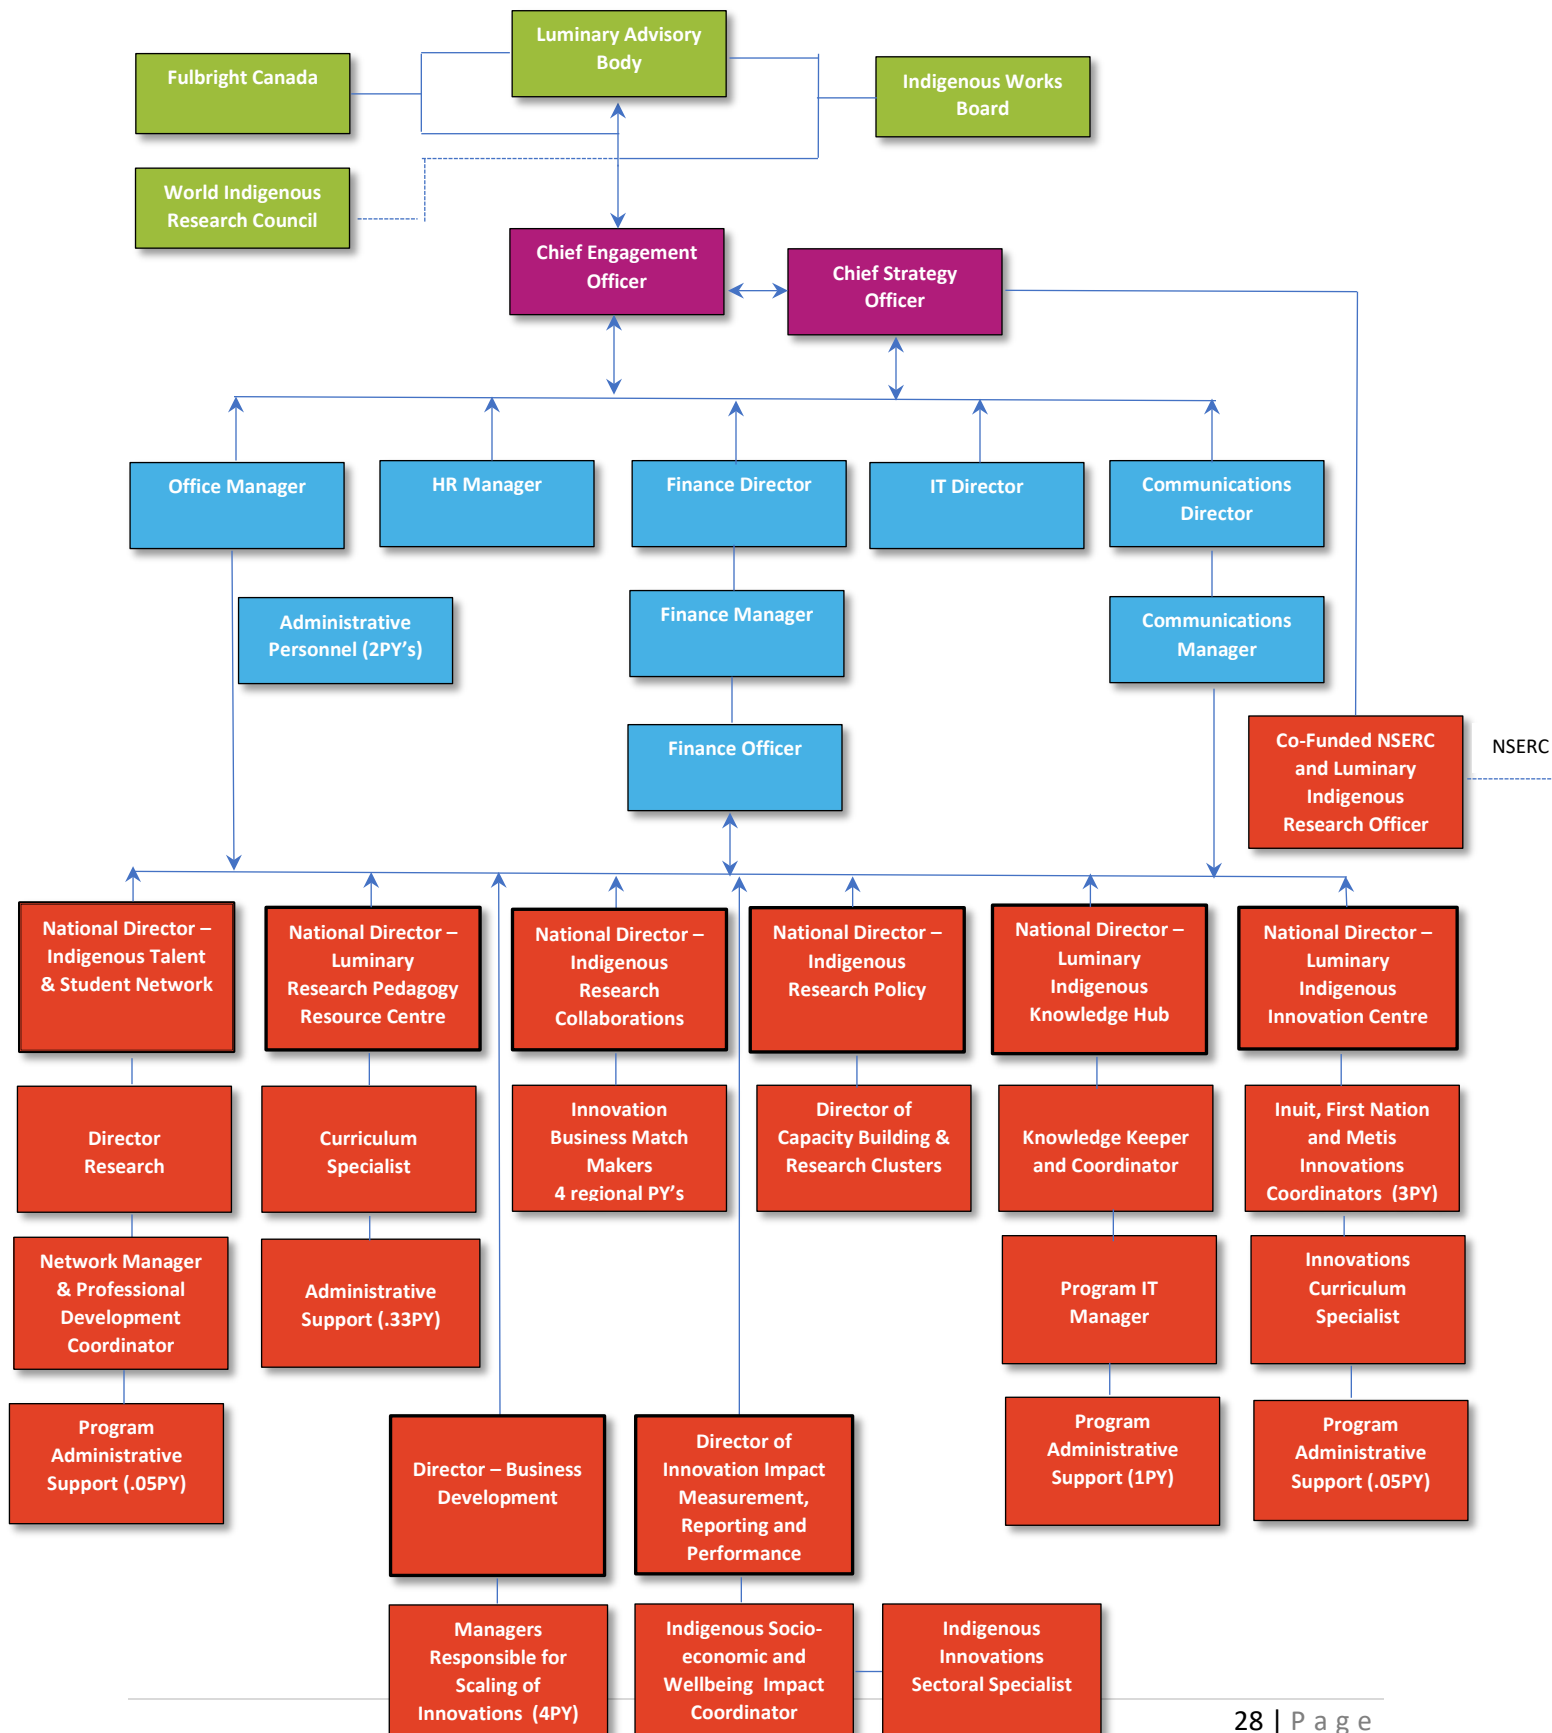 Luminary Advisory
Body
Fulbright Canada
Indigenous Works
Board
World Indigenous
Research Council
Chief Engagement
Officer
Chief Strategy
Officer
Office Manager
HR Manager
Finance Director
IT Director
Communications
Director
Administrative
Personnel (2PY’s)
Finance Manager
Communications
Manager
Finance Officer
Co-Funded NSERC
and Luminary
Indigenous
Research Officer
NSERC
National Director –
Indigenous Talent
& Student Network
National Director –
Luminary
Research Pedagogy
Resource Centre
National Director –
Indigenous
Research
Collaborations
National Director –
Indigenous
Research Policy
National Director –
Luminary
Indigenous
Knowledge Hub
National Director –
Luminary
Indigenous
Innovation Centre
Director
Research
Curriculum
Specialist
Innovation
Business Match
Makers
4 regional PY’s
Director of
Capacity Building &
Research Clusters
Knowledge Keeper
and Coordinator
Inuit, First Nation
and Metis
Innovations
Coordinators (3PY)
Network Manager
& Professional
Development
Coordinator
Administrative
Support (.33PY)
Program IT
Manager
Innovations
Curriculum
Specialist
Program
Administrative
Support (.05PY)
Director – Business
Development
Director of
Innovation Impact
Measurement,
Reporting and
Performance
Program
Administrative
Support (1PY)
Program
Administrative
Support (.05PY)
Managers
Responsible for
Scaling of
Innovations (4PY)
Indigenous Socio-
economic and
Wellbeing Impact
Coordinator
Indigenous
Innovations
Sectoral Specialist
28 | P a g e